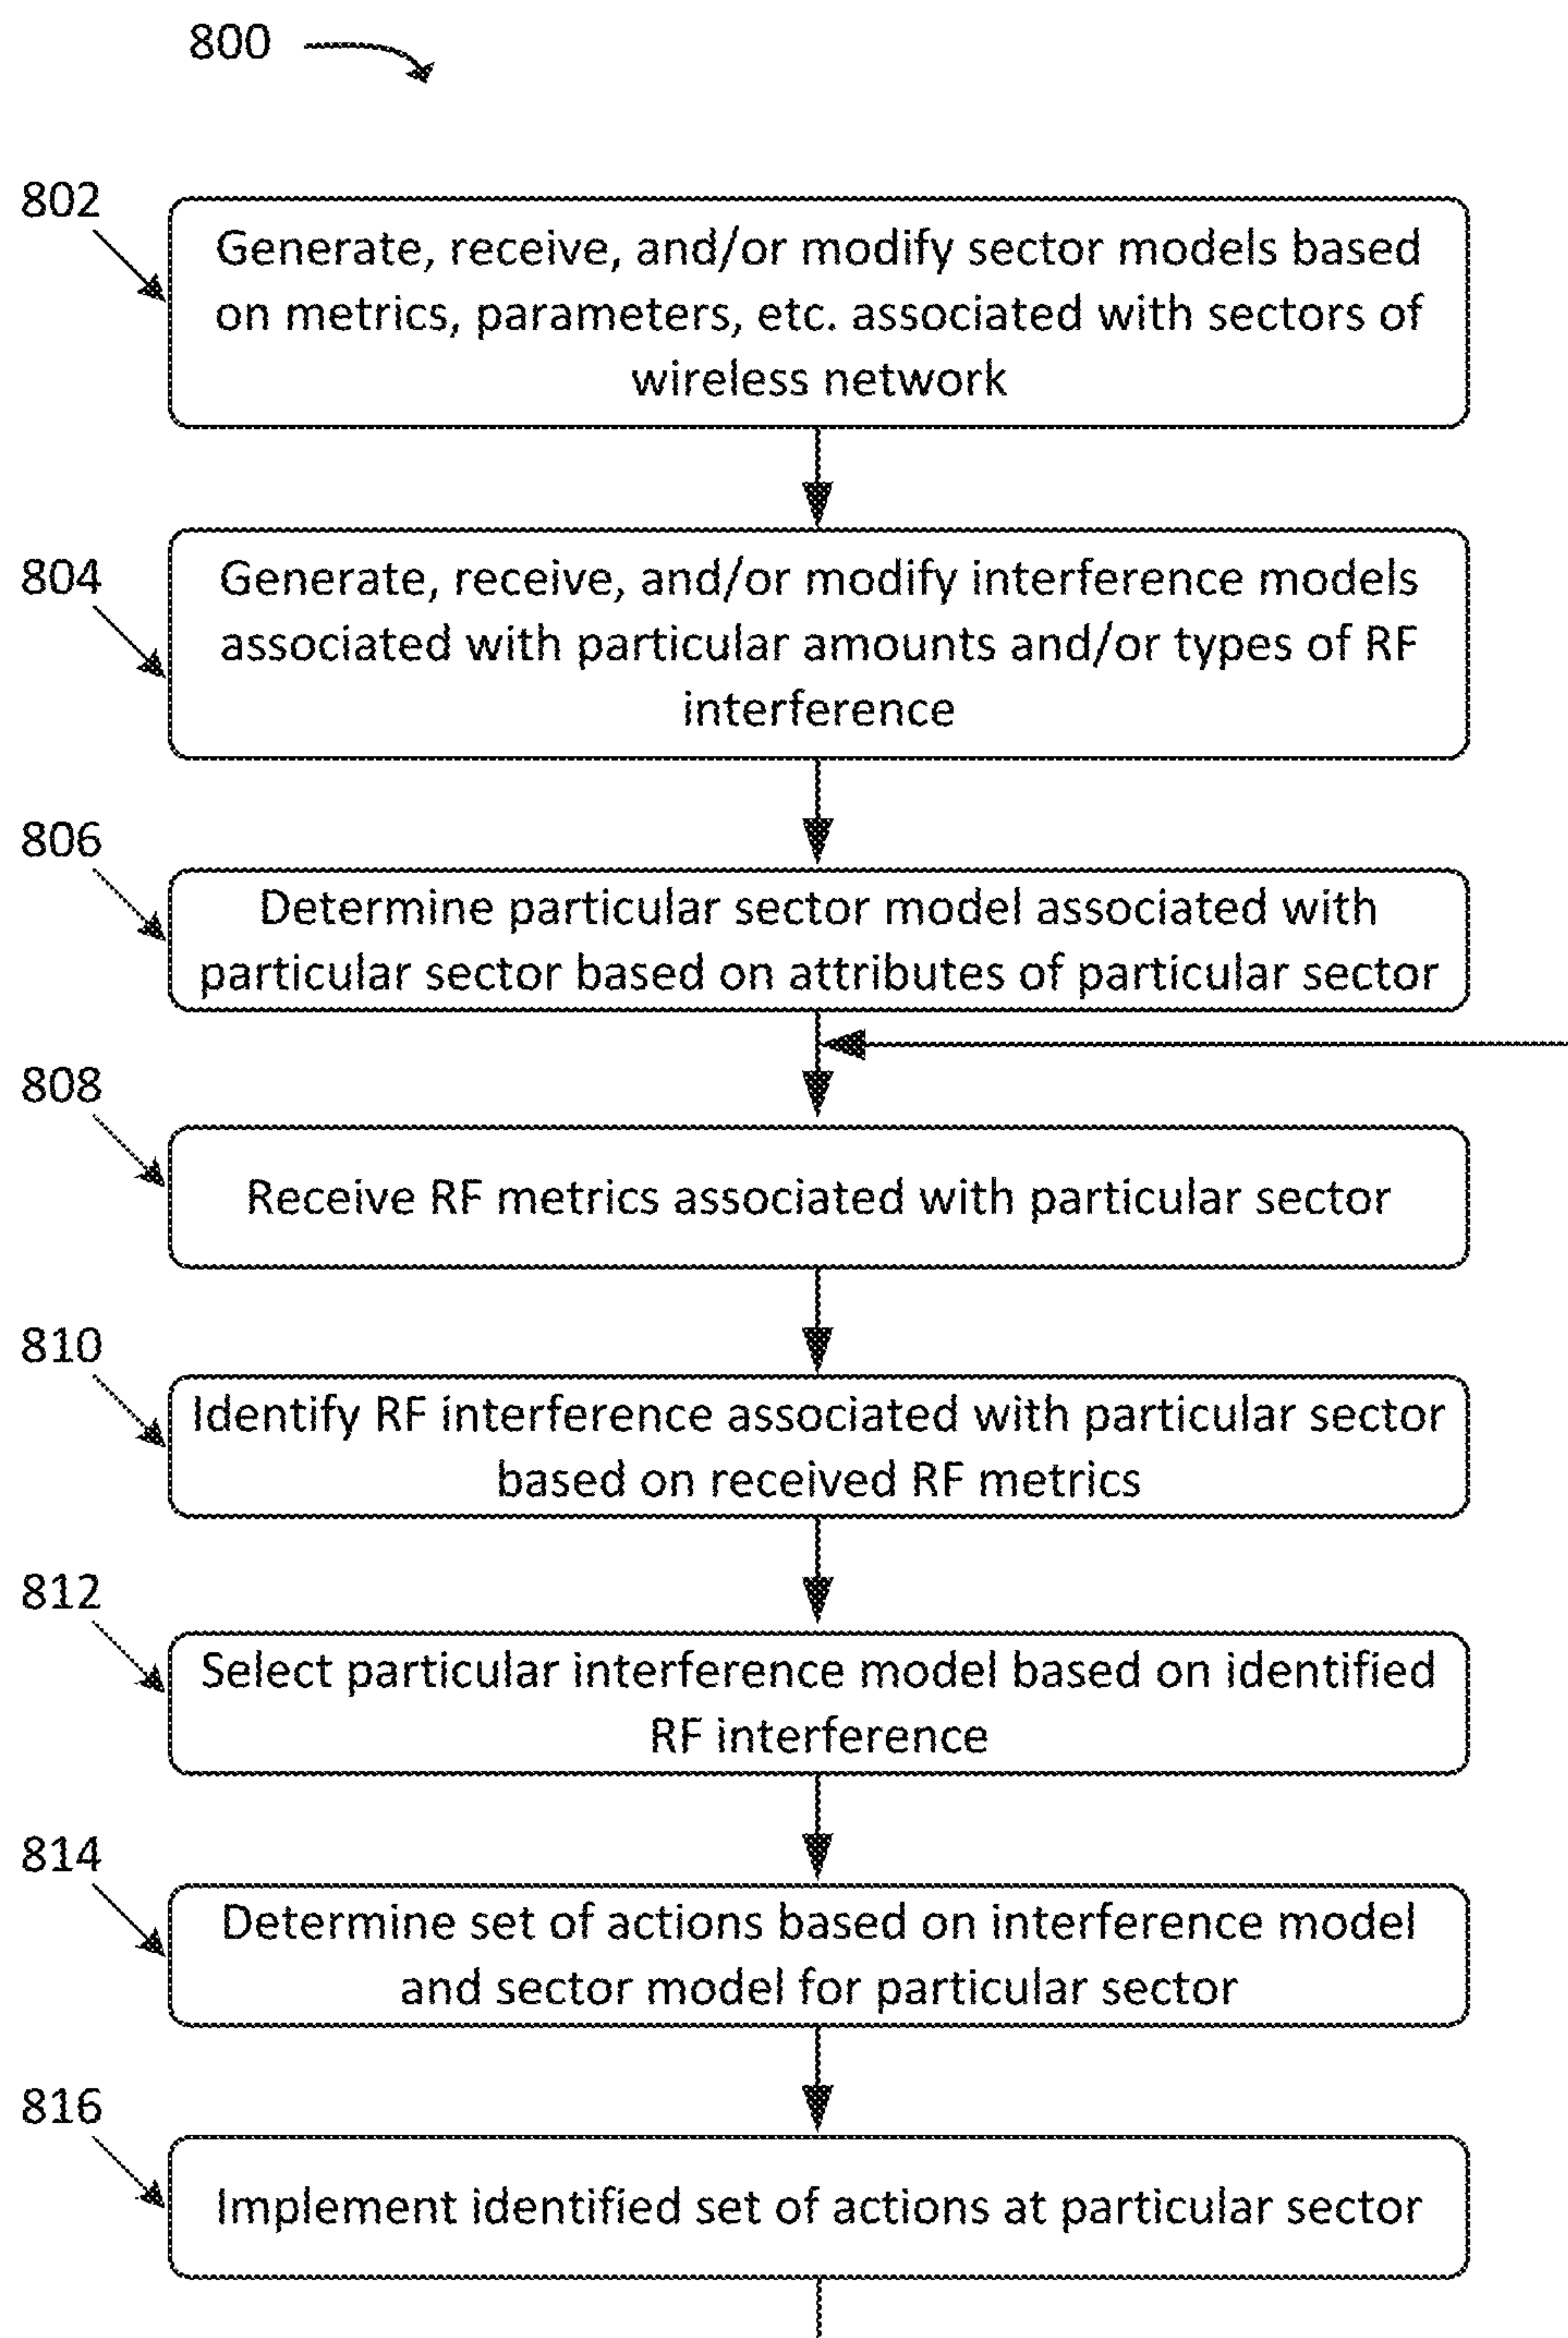 800
802
Generate, receive, and/or modify sector models based
on metrics, parameters, etc. associated with sectors of
wireless network
804
Generate, receive, and/or modify interference models
associated with particular amounts and/or types of RF
interference
806
Determine particular sector model associated with
particular sector based on attributes of particular sector
808
Receive RF metrics associated with particular sector
810
Identify RF interference associated with particular sector
based on received RF metrics
812
Select particular interference model based on identified
RF interference
814
Determine set of actions based on interference model
and sector model for particular sector
816
Implement identified set of actions at particular sector